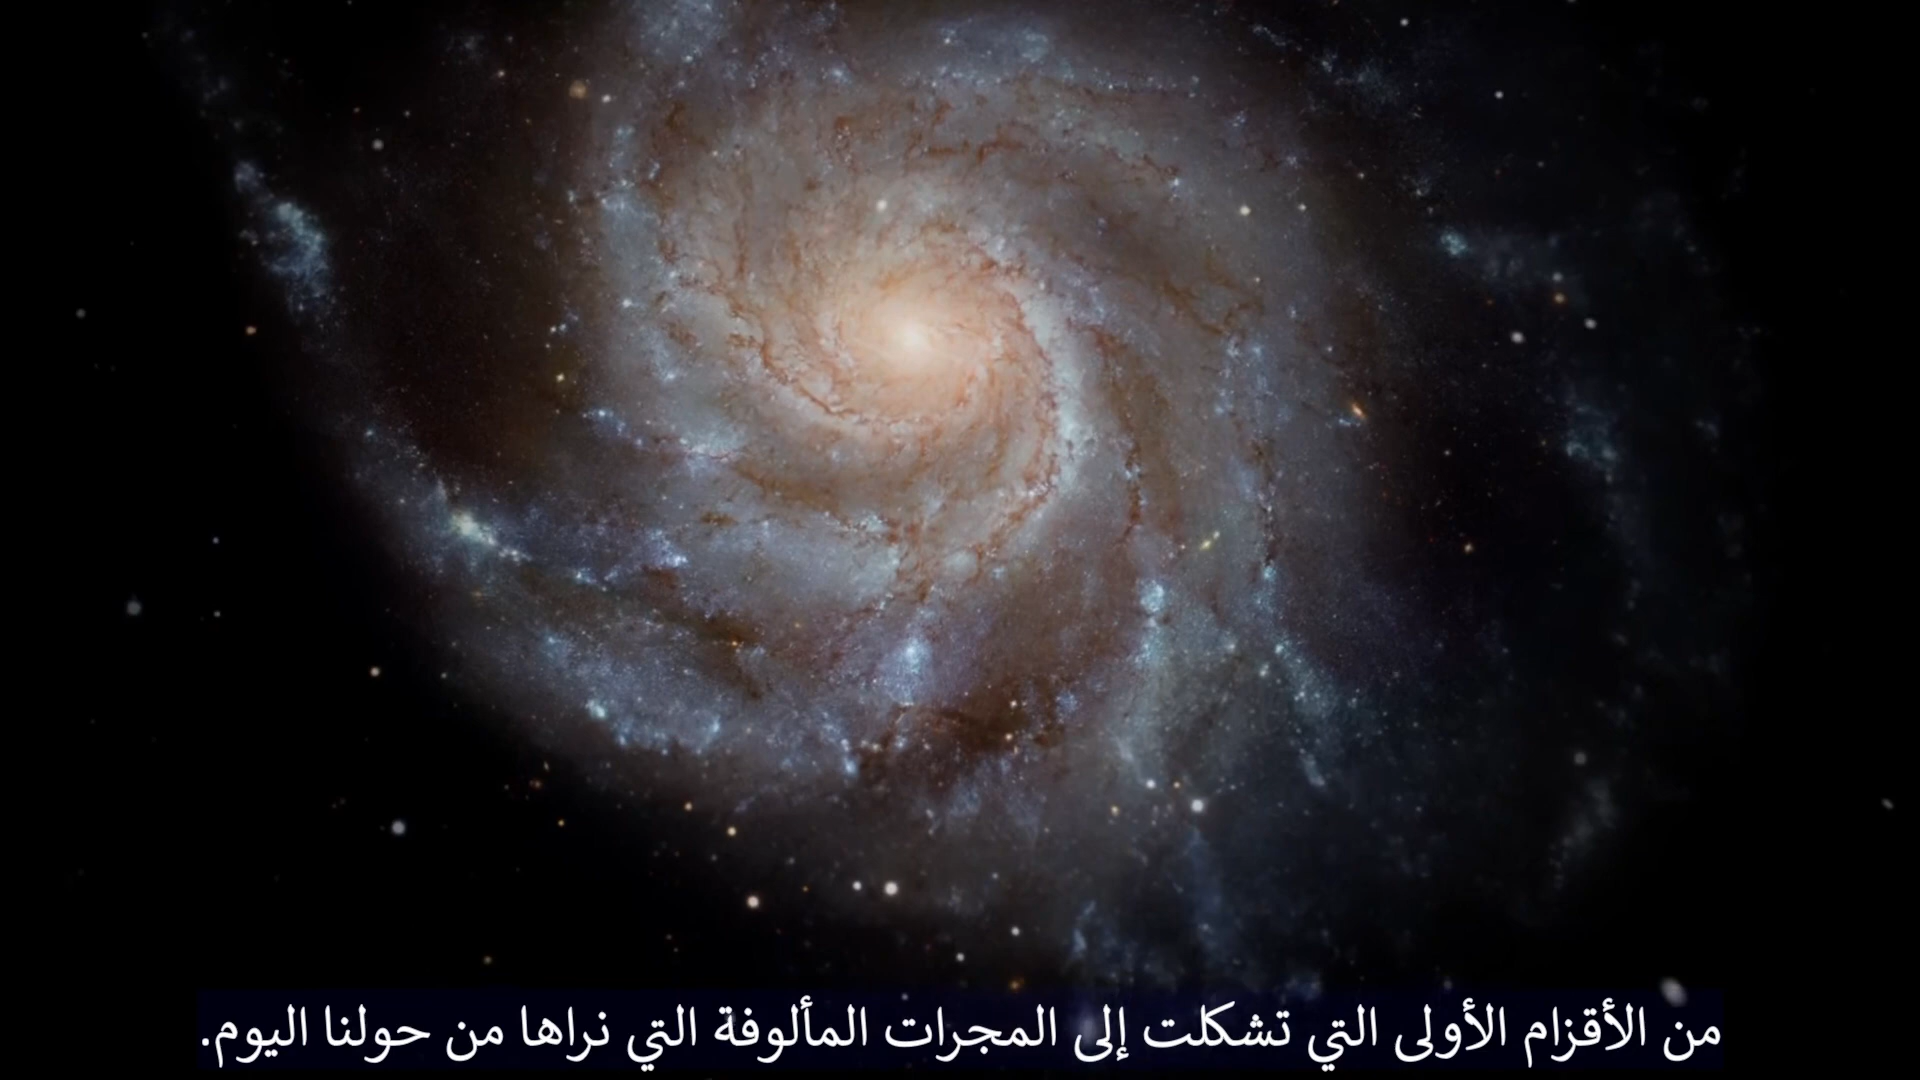 من الأقزام الأولى التي تشكلت إلى المجرات المألوفة التي نراها من حولنا اليوم.